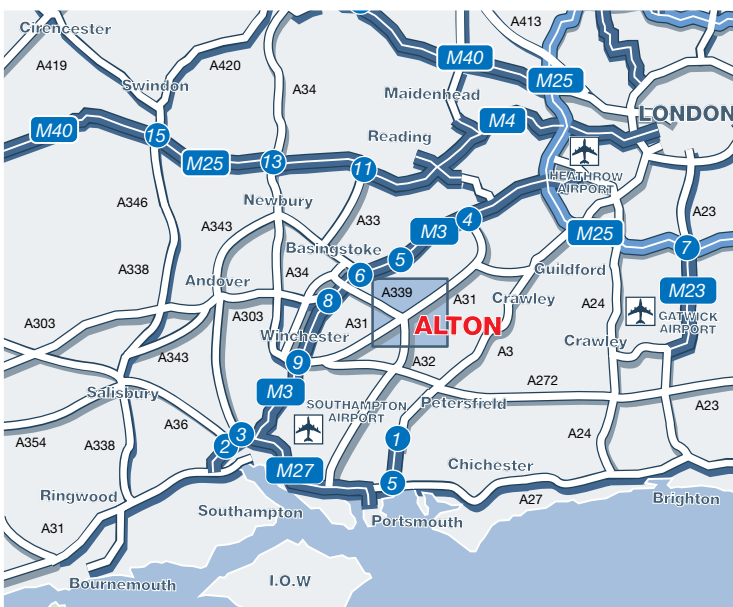 A413
Cirencester
A419
A420
M40
M25
Swindon
A34
Maidenhead
LONDON
M4
M40
15
Reading
M25
13
11
HEATHROW
AIRPORT
A346
Newbury
A33
A23
A343
4
M3
M25
7
Basingstoke
5
A338
A34
6
Guildford
Andover
M23
8
A339
A31
Crawley
A24
A303
A303
A31
ALTON
GATWICK
AIRPORT
Winchester
Crawley
A343
9
A32
A3
A272
Salisbury
M3
SOUTHAMPTON
AIRPORT
Petersfield
A23
A36
A354
A338
2
3
1
A24
M27
Chichester
5
Ringwood
A27
Brighton
Southampton
Portsmouth
A31
I.O.W
Bournemouth